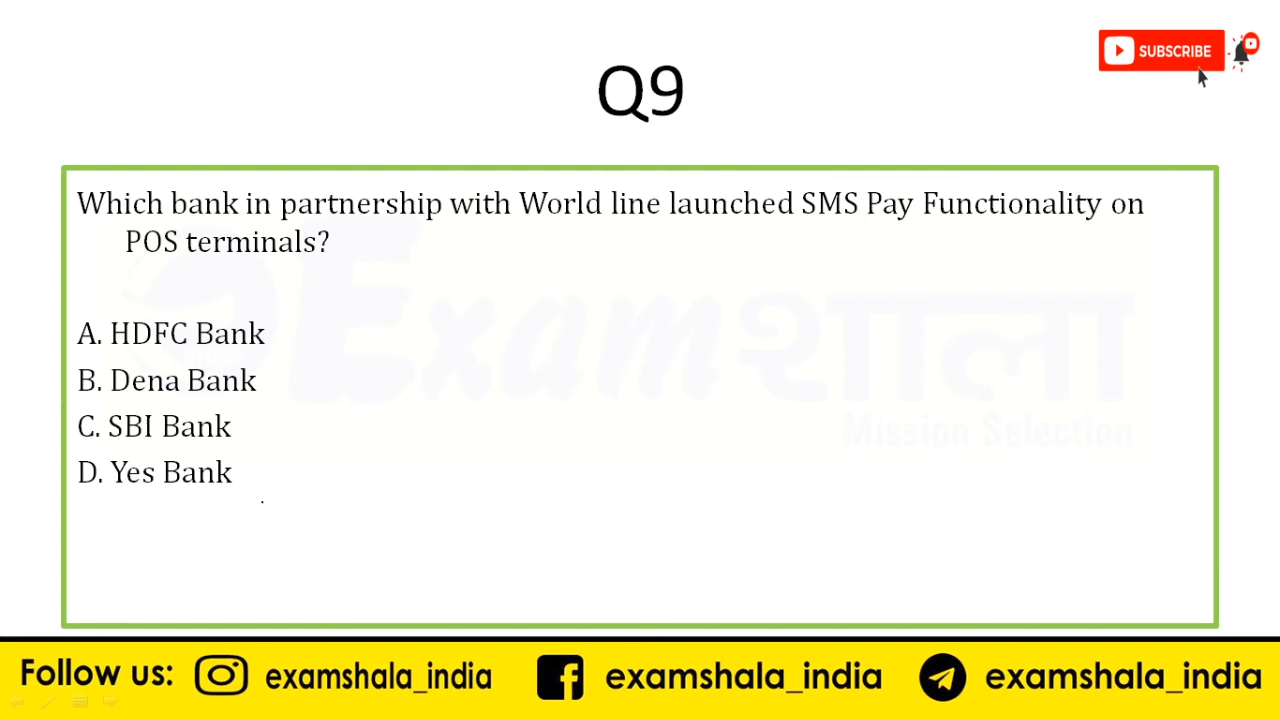 SUBSCRIBE
Q9
Which bank in partnership with World line launched SMS Pay Functionality on
POS terminals?
A. HDFC Bank
B. Dena Bank
C. SBI Bank
D. Yes Bank
Examशाला
Mission Selection
Follow us: examshala_india examshala_india examshala_india